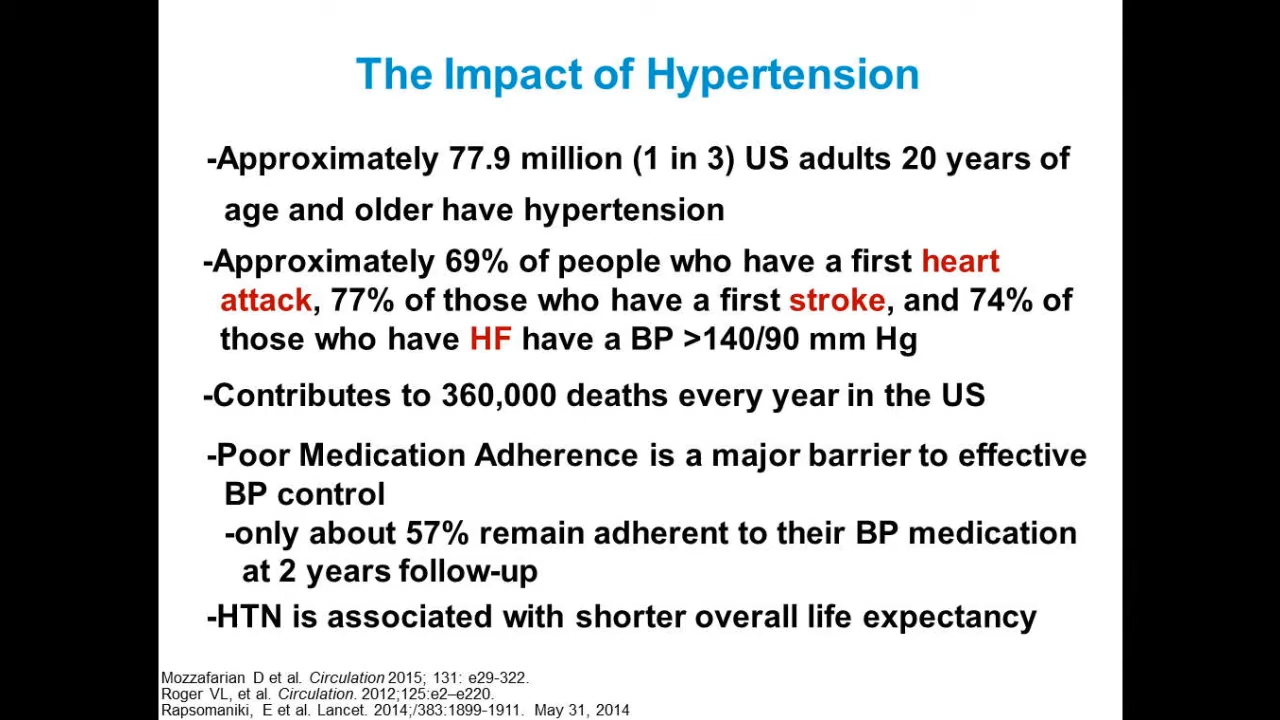 The Impact of Hypertension
-Approximately 77.9 million (1 in 3) US adults 20 years of
age and older have hypertension
-Approximately 69% of people who have a first heart
attack, 77% of those who have a first stroke, and 74% of
those who have HF have a BP >140/90 mm Hg
-Contributes to 360,000 deaths every year in the US
-Poor Medication Adherence is a major barrier to effective
BP control
-only about 57% remain adherent to their BP medication
at 2 years follow-up
-HTN is associated with shorter overall life expectancy
Mozzafarian D et al. Circulation 2015; 131: e29-322.
Roger VL, et al. Circulation. 2012;125:e2–e220.
Rapsomaniki, E et al. Lancet. 2014;/383:1899-1911. May 31, 2014